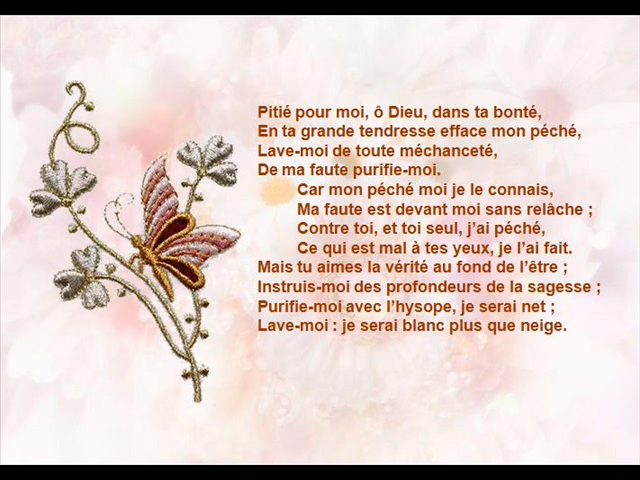 Pitié pour moi, ô Dieu, dans ta bonté,
En ta grande tendresse efface mon péché,
Lave-moi de toute méchanceté,
De ma faute purifie-moi.
Car mon péché moi je le connais,
Ma faute est devant moi sans relâche ;
Contre toi, et toi seul, j’ai péché,
Ce qui est mal à tes yeux, je l’ai fait.
Mais tu aimes la vérité au fond de l’être ;
Instruis-moi des profondeurs de la sagesse ;
Purifie-moi avec l’hysope, je serai net ;
Lave-moi : je serai blanc plus que neige.